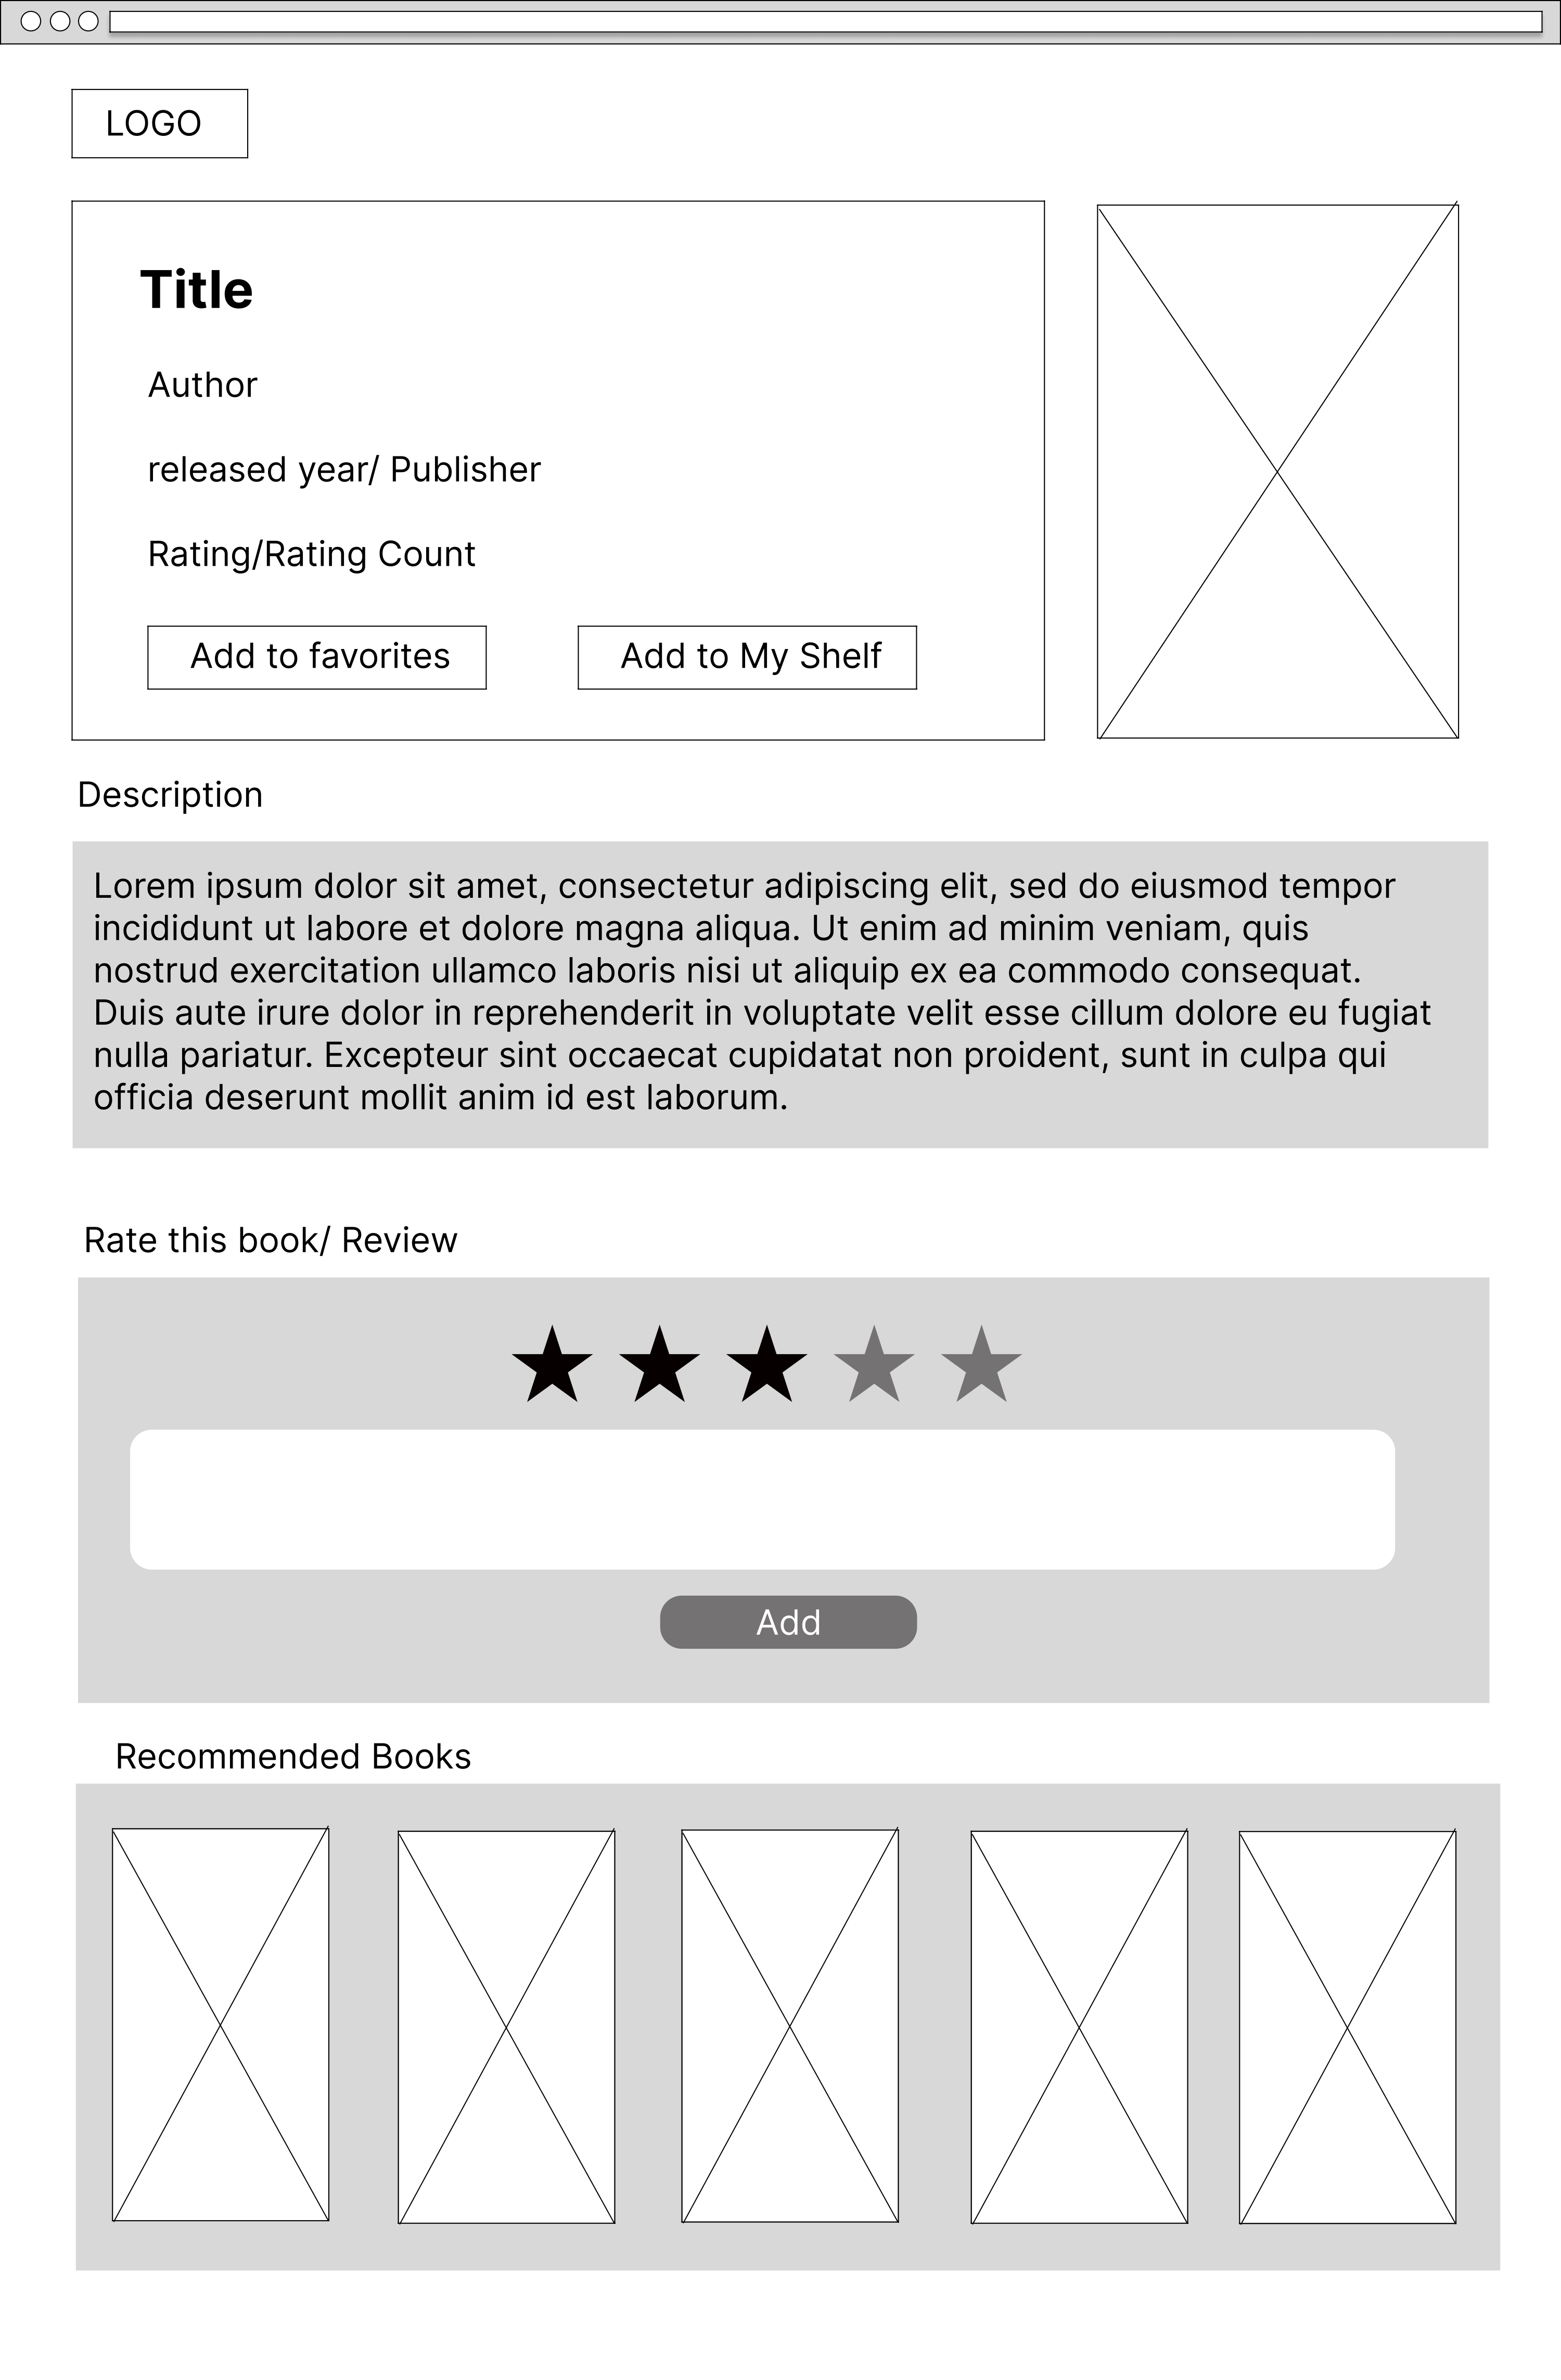 LOGO
Title
Author
released year/ Publisher
Rating/Rating Count
Add to favorites
Add to My Shelf
Description
Lorem ipsum dolor sit amet, consectetur adipiscing elit, sed do eiusmod tempor
incididunt ut labore et dolore magna aliqua. Ut enim ad minim veniam, quis
nostrud exercitation ullamco laboris nisi ut aliquip ex ea commodo consequat.
Duis aute irure dolor in reprehenderit in voluptate velit esse cillum dolore eu fugiat
nulla pariatur. Excepteur sint occaecat cupidatat non proident, sunt in culpa qui
officia deserunt mollit anim id est laborum.
Rate this book/ Review
Add
Recommended Books